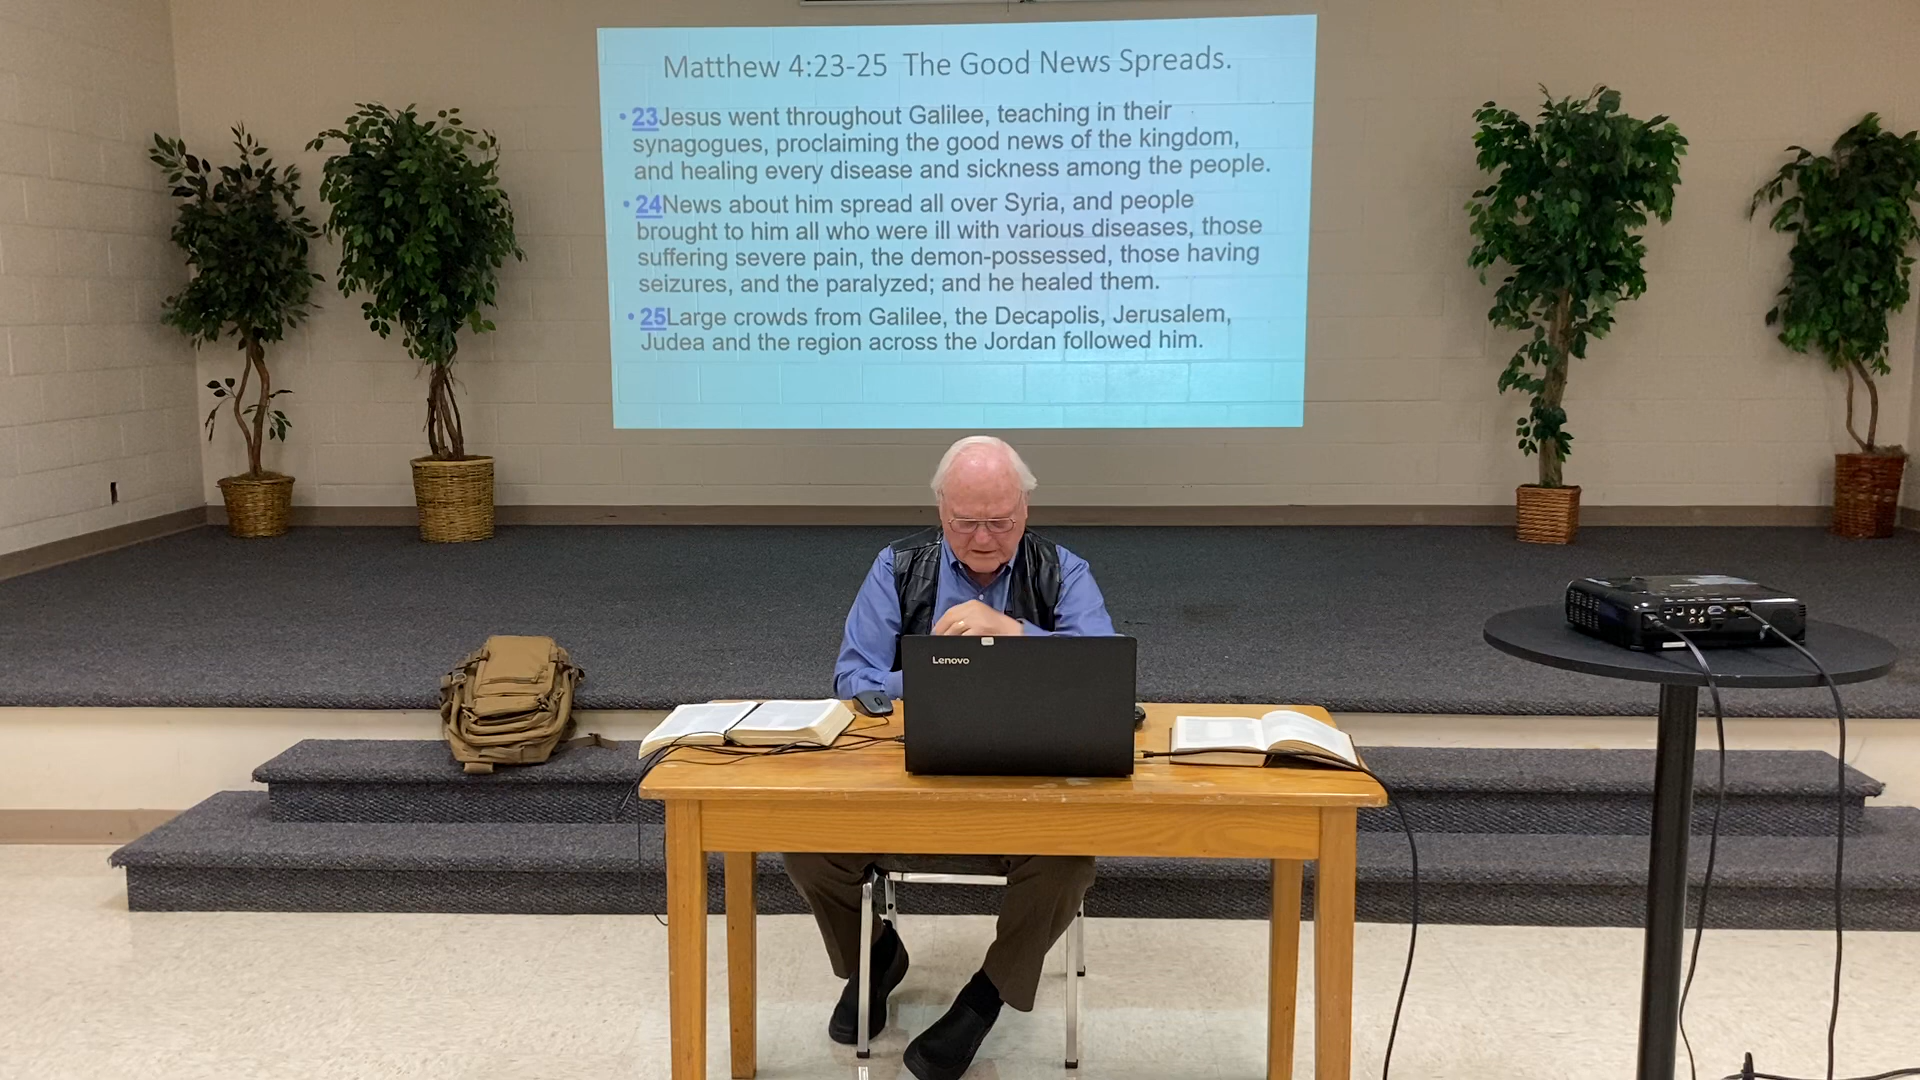 Matthew 4:23-25 The Good News Spreads.
• 23Jesus went throughout Galilee, teaching in their
synagogues, proclaiming the good news of the kingdom,
and healing every disease and sickness among the people.
• 24News about him spread all over Syria, and people
brought to him all who were ill with various diseases, those
suffering severe pain, the demon-possessed, those having
seizures, and the paralyzed; and he healed them.
• 25Large crowds from Galilee, the Decapolis, Jerusalem,
Judea and the region across the Jordan followed him.
Lenovo